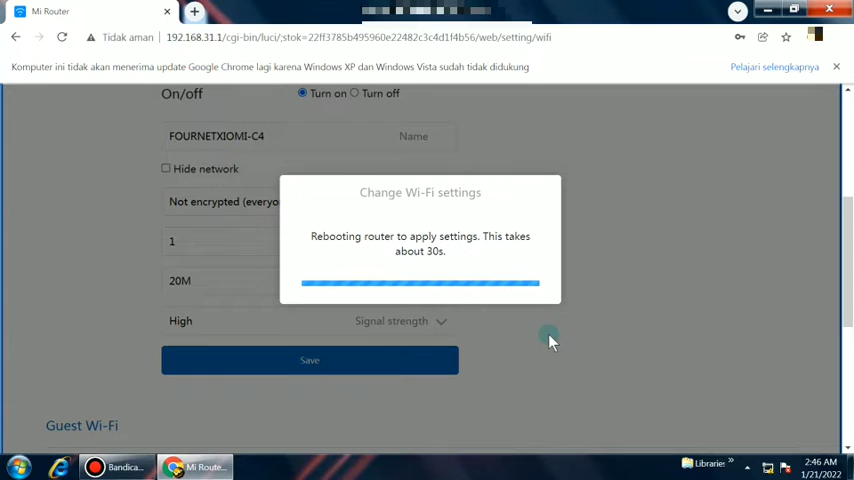 Mi Router
Tidak aman
192.168.31.1/cgi-bin/luci/;stok=22ff3785b495960e22482c3c4d1f4b56/web/setting/wifi
Komputer ini tidak akan menerima update Google Chrome lagi karena Windows XP dan Windows Vista sudah tidak didukung
Pelajari selengkapnya
On/off
Turn on
Turn off
FOURNETXIOMI-C4
Name
Hide network
Not encrypted (everyo
1
20M
High
Signal strength
Save
Change Wi-Fi settings
Rebooting router to apply settings. This takes
about 30s.
Guest Wi-Fi
Bandica...
Mi Route...
Libraries
2:46 AM
1/21/2022